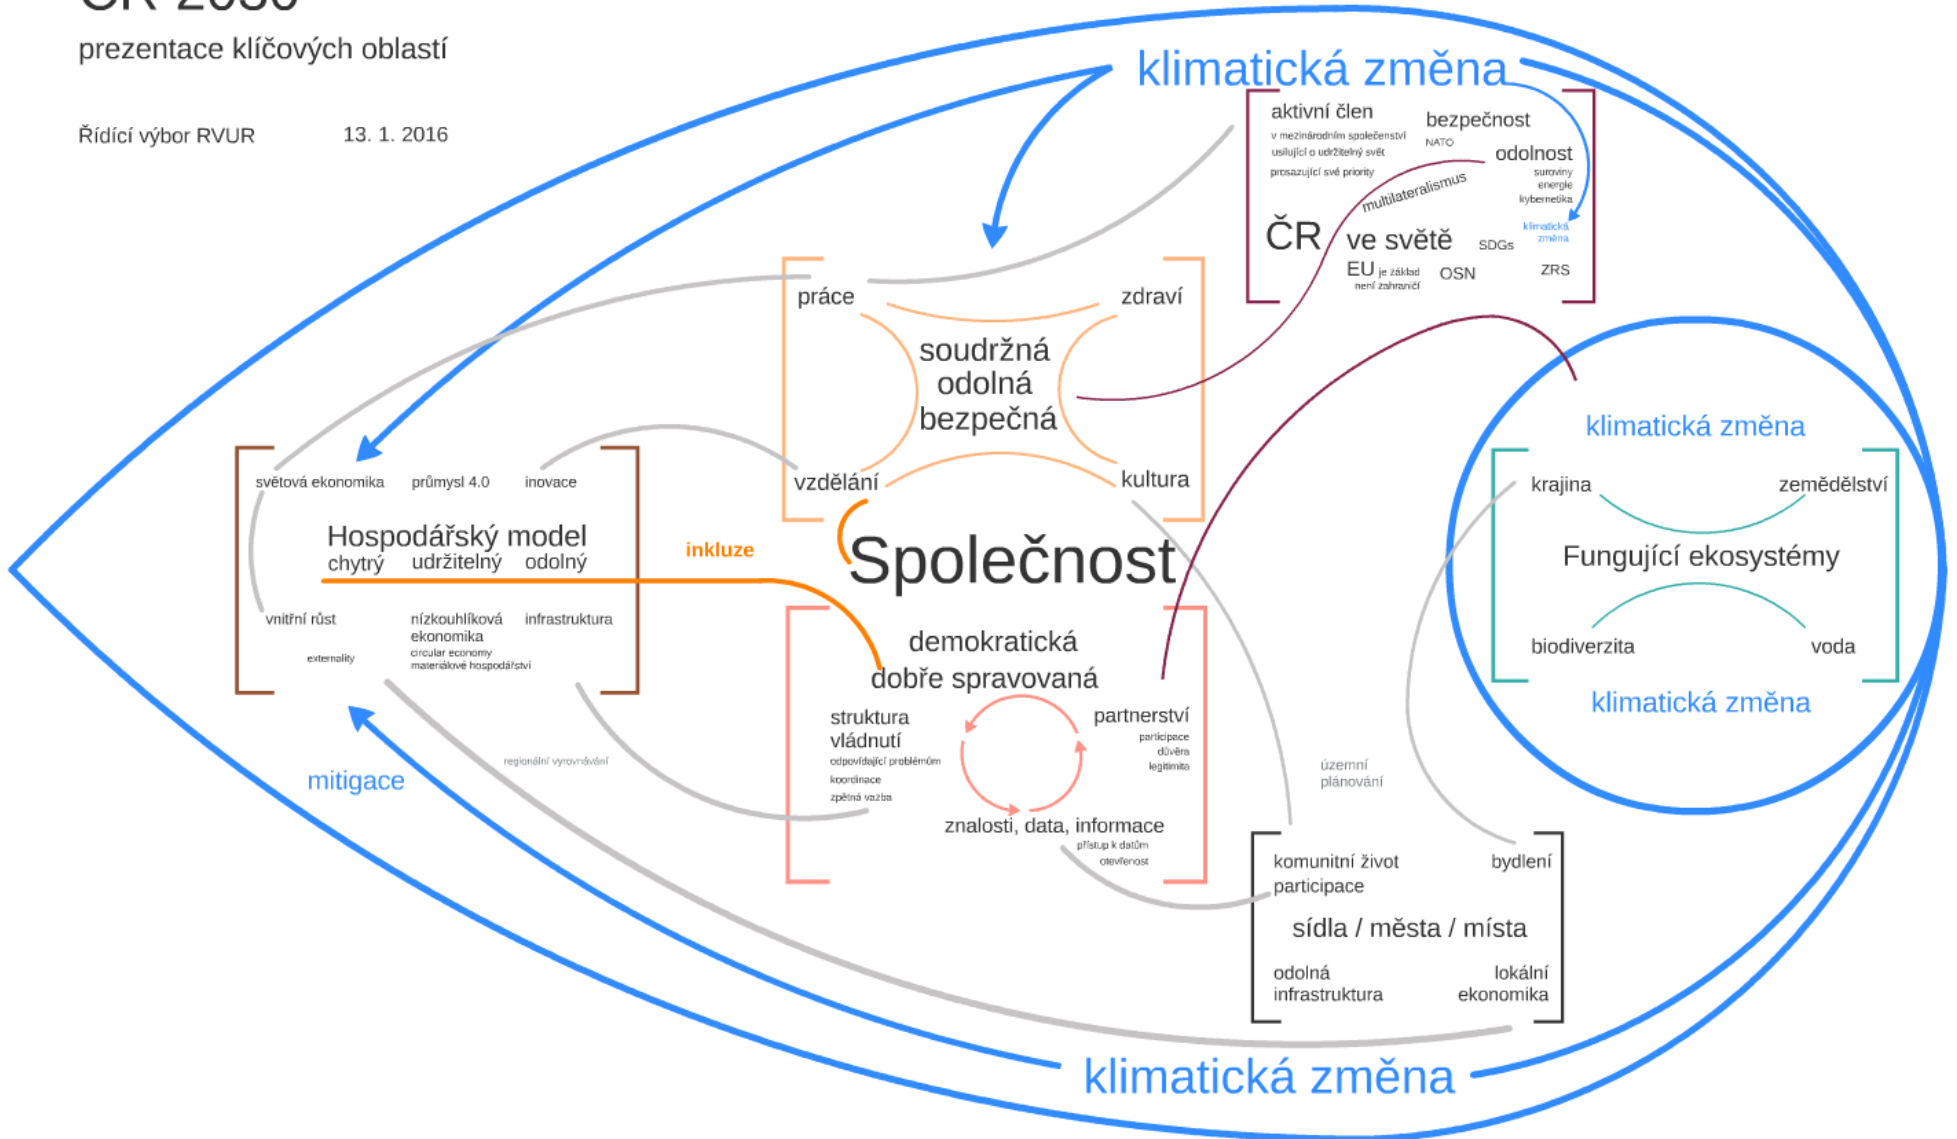 prezentace klíčových oblastí
Řídící výbor RVUR 13. 1. 2016
klimatická změna
aktivní člen
v mezinárodním společenství
usilující o udržitelný svět
prosazující své priority
bezpečnost
NATO
odolnost
suroviny
energie
kybernetika
multilateralismus
klimatická
změna
ČR ve světě
SDGs
EU je základ
není zahraničí
OSN
ZRS
práce
zdraví
soudržná
odolná
bezpečná
vzdělání
kultura
světová ekonomika
průmysl 4.0
inovace
Hospodářský model
chytrý
udržitelný
odolný
vnitřní růst
externality
nízkouhlíková
ekonomika
circular economy
materiálové hospodářství
infrastruktura
inkluze
Společnost
demokratická
dobře spravovaná
struktura
vládnutí
odpovídající problémům
koordinace
zpětná vazba
partnerství
participace
důvěra
legitimita
znalosti, data, informace
přístup k datům
otevřenost
klimatická změna
krajina
zemědělství
Fungující ekosystémy
biodiverzita
voda
klimatická změna
mitigace
regionální vyrovnávání
územní
plánování
komunitní život
participace
bydlení
sídla / města / místa
odolná
infrastruktura
lokální
ekonomika
klimatická změna